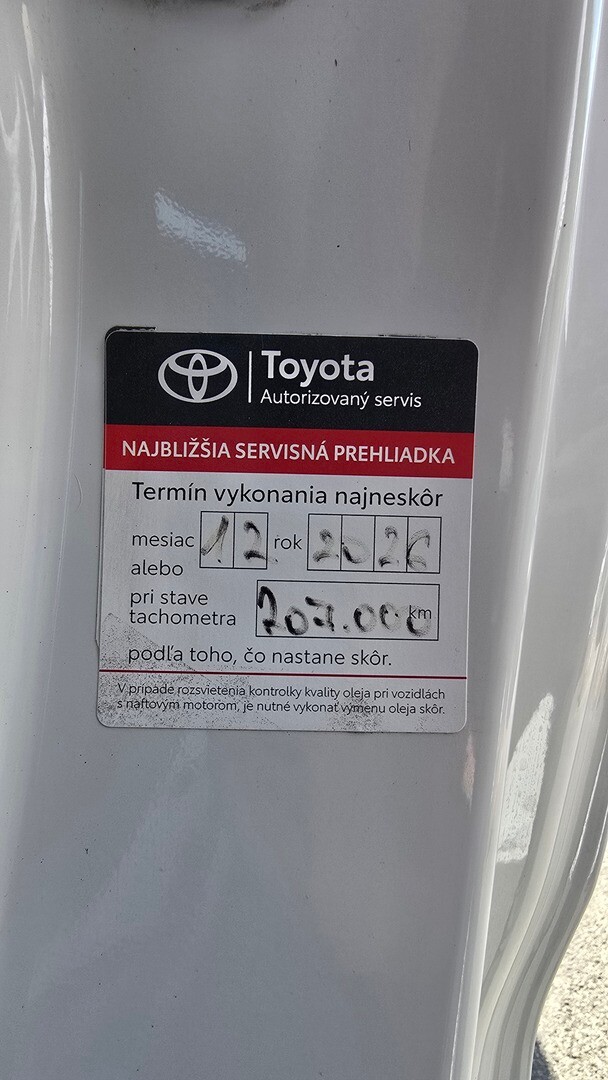 Toyota
Autorizovaný servis
NAJBLIŽŠIA SERVISNÁ PREHLIADKA
Termín vykonania najneskôr
mesiac 12 rok 2026
alebo
pri stave
tachometra 207.000 km
podľa toho, čo nastane skôr.
V prípade rozsvietenia kontrolky kvality oleja pri vozidlách
s naftovým motorom, je nutné vykonať výmenu oleja skôr.